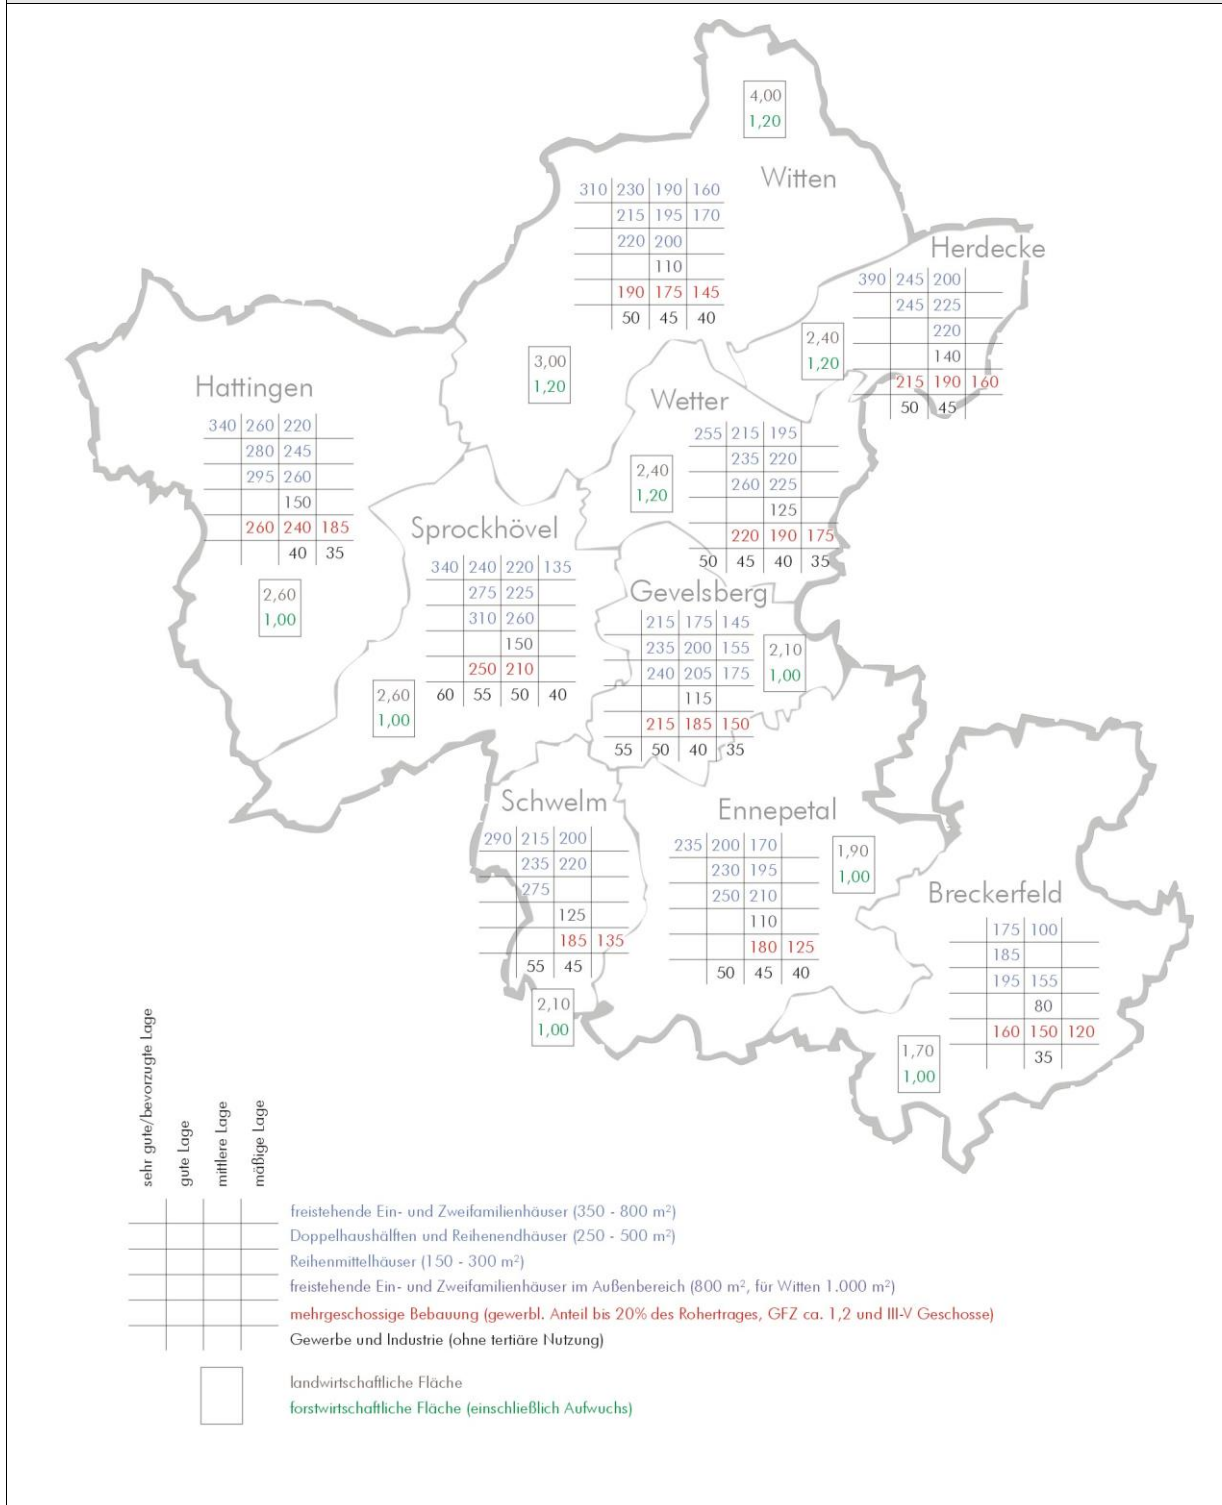 4,00
1,20
Witten
310 230 190 160
215 195 170
220 200
110
190 175 145
50 45 40
3,00
1,20
Herdecke
390 245 200
245 225
220
140
215 190 160
50 45
2,40
1,20
Hattingen
340 260 220
280 245
295 260
150
260 240 185
40 35
2,60
1,00
Wetter
255 215 195
235 220
260 225
125
220 190 175
50 45 40 35
2,40
1,20
Sprockhövel
340 240 220 135
275 225
310 260
150
250 210
60 55 50 40
2,60
1,00
Gevelsberg
215 175 145
235 200 155
240 205 175
115
215 185 150
55 50 40 35
2,10
1,00
Schwelm
290 215 200
235 220
275
125
185 135
55 45
2,10
1,00
Ennepetal
235 200 170
230 195
250 210
110
180 125
50 45 40
1,90
1,00
Breckerfeld
175 100
185
195 155
80
160 150 120
35
1,70
1,00
sehr gute/bevorzugte Lage
gute Lage
mittlere Lage
mäßige Lage
freistehende Ein- und Zweifamilienhäuser (350 - 800 m²)
Doppelhaushälften und Reihenendhäuser (250 - 500 m²)
Reihenmittelhäuser (150 - 300 m²)
freistehende Ein- und Zweifamilienhäuser im Außenbereich (800 m², für Witten 1.000 m²)
mehrgeschossige Bebauung (gewerbl. Anteil bis 20% des Rohertrages, GFZ ca. 1,2 und III-V Geschosse)
Gewerbe und Industrie (ohne tertiäre Nutzung)
landwirtschaftliche Fläche
forstwirtschaftliche Fläche (einschließlich Aufwuchs)